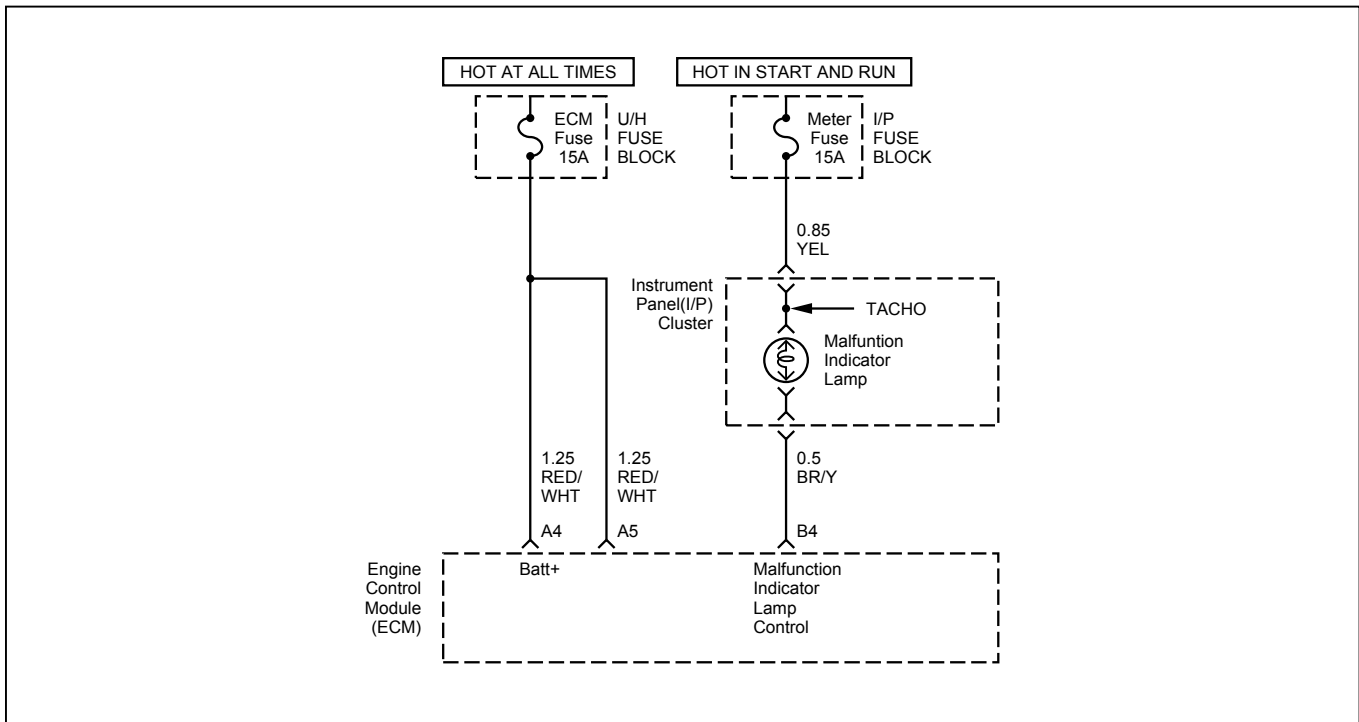 HOT AT ALL TIMES
HOT IN START AND RUN
ECM
Fuse
15A
U/H
FUSE
BLOCK
Meter
Fuse
15A
I/P
FUSE
BLOCK
0.85
YEL
Instrument
Panel(I/P)
Cluster
TACHO
Malfuntion
Indicator
Lamp
1.25
RED/
WHT
1.25
RED/
WHT
0.5
BR/Y
A4
A5
B4
Engine
Control
Module
(ECM)
Batt+
Malfunction
Indicator
Lamp
Control